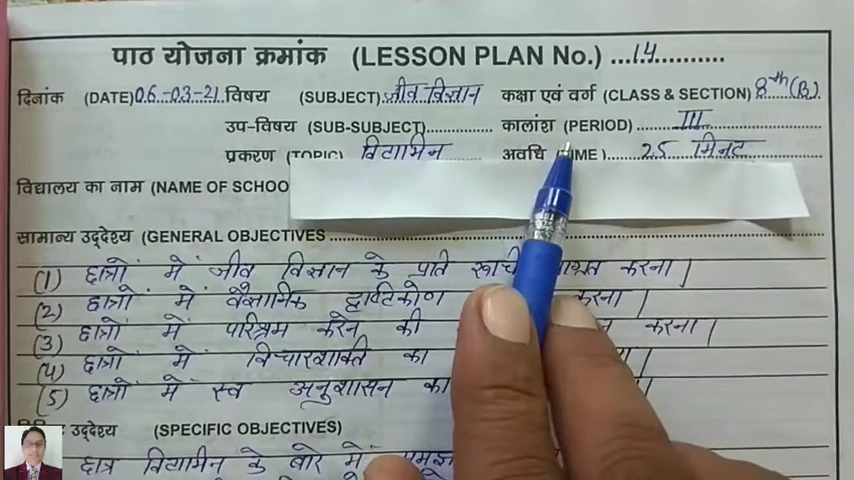 पाठ योजना क्रमांक (LESSON PLAN No.) ...14............
दिनांक (DATE) 06-03-21 विषय (SUBJECT) जीव विज्ञान कक्षा एवं वर्ग (CLASS & SECTION) 8th (B)
उप-विषय (SUB-SUBJECT)............. कालांश (PERIOD) ....... III
प्रकरण (TOPIC) विटामिन अवधि (TIME)...... 25 मिनट
विद्यालय का नाम (NAME OF SCHOO
सामान्य उद्देश्य (GENERAL OBJECTIVES
(1) छात्रों में जीव विज्ञान के प्रति रूचि करना|
(2) छात्रों में वैज्ञानिक दृष्टिकोण करना|
(3) छात्रों में परिश्रम करने की करना|
(4) छात्रों में विचारशक्ति का
(5) छात्रों में स्व अनुशासन का
उद्देश्य (SPECIFIC OBJECTIVES)
छात्र विटामिन के बारे में